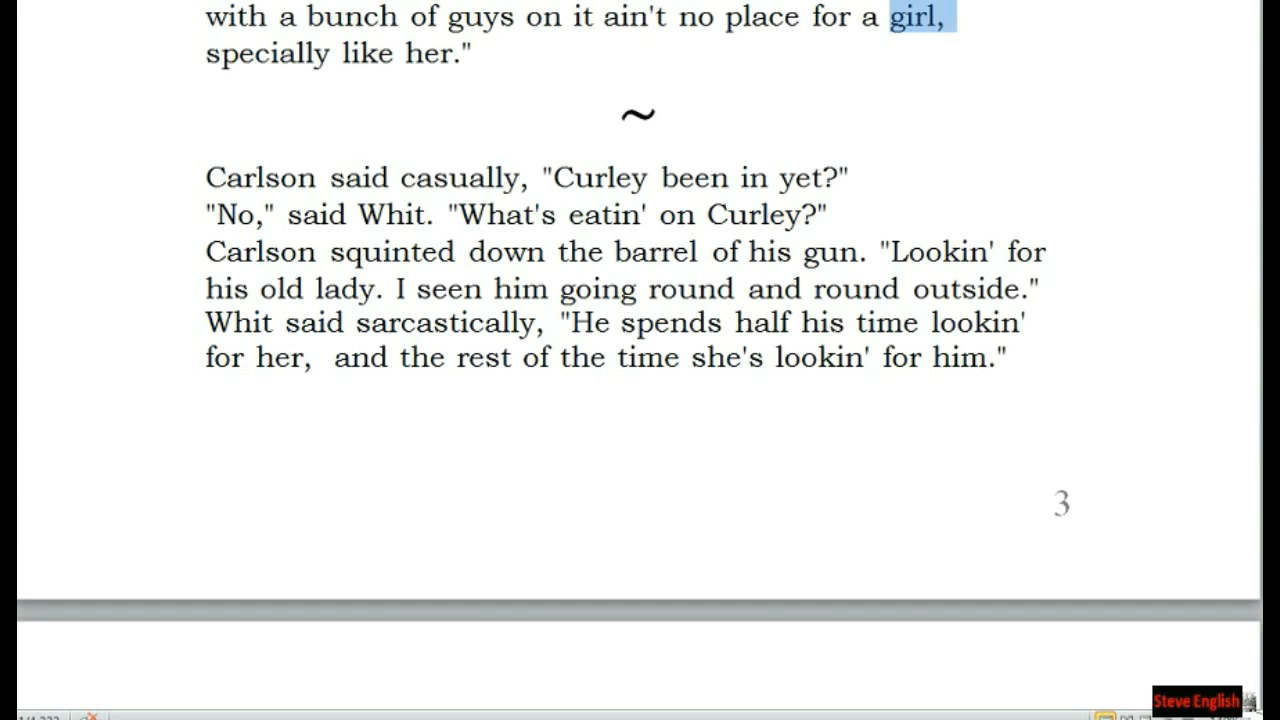 with a bunch of guys on it ain't no place for a girl,
specially like her."
~
Carlson said casually, "Curley been in yet?"
"No," said Whit. "What's eatin' on Curley?"
Carlson squinted down the barrel of his gun. "Lookin' for
his old lady. I seen him going round and round outside."
Whit said sarcastically, "He spends half his time lookin'
for her,  and the rest of the time she's lookin' for him."
3
Steve English